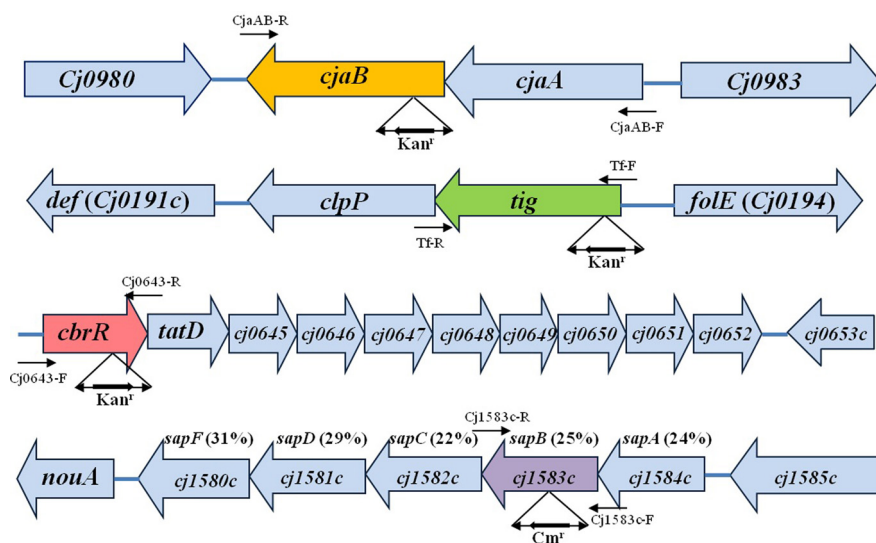 CjaAB-R
Cj0980 cjaB cjaA Cj0983
CjaAB-F
Kanʳ
Tf-F
def (Cj0191c) clpP tig folE (Cj0194)
Tf-R
Kanʳ
Cj0643-R
cbrR tatD cj0645 cj0646 cj0647 cj0648 cj0649 cj0650 cj0651 cj0652 cj0653c
Cj0643-F
Kanʳ
Cj1583c-R
sapF (31%) sapD (29%) sapC (22%) sapB (25%) sapA (24%)
nouA cj1580c cj1581c cj1582c cj1583c cj1584c cj1585c
Cj1583c-F
Cmʳ